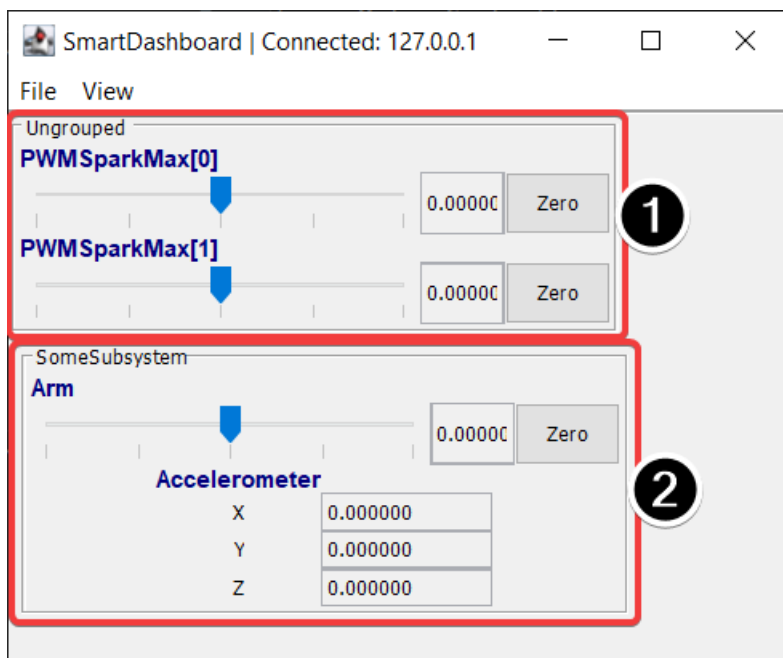 SmartDashboard | Connected: 127.0.0.1
File View
Ungrouped
PWMSparkMax[0]
0.00000 Zero
1
PWMSparkMax[1]
0.00000 Zero
SomeSubsystem
Arm
0.00000 Zero
2
Accelerometer
X 0.000000
Y 0.000000
Z 0.000000